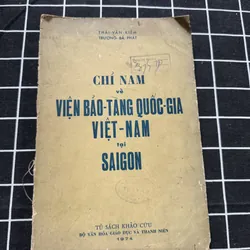 THÁI-VĂN-KIỂM
TRƯƠNG BÁ PHÁT
CHỈ NAM
về
VIỆN BẢO-TÀNG QUỐC-GIA
VIỆT-NAM
tại
SAIGON
TỦ SÁCH KHẢO CỨU
BỘ VĂN HÓA GIÁO DỤC VÀ THANH NIÊN
1974